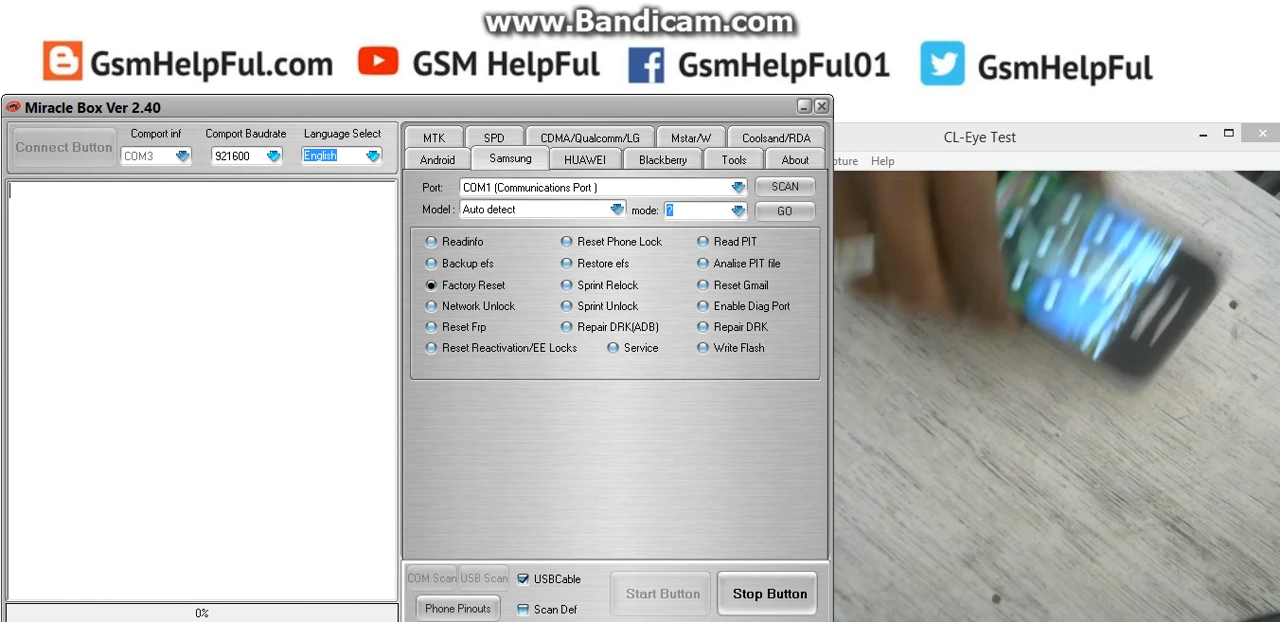 www.Bandicam.com
GsmHelpFul.com GSM HelpFul GsmHelpFul01 GsmHelpFul
Miracle Box Ver 2.40
Connect Button
Comport inf Comport Baudrate Language Select
COM3 921600 English
MTK SPD CDMA/Qualcomm/LG Mstar/W Coolsand/RDA
Android Samsung HUAWEI Blackberry Tools About
Port: COM1 (Communications Port ) SCAN
Model : Auto detect mode: ? GO
Readinfo Reset Phone Lock Read PIT
Backup efs Restore efs Analise PIT file
Factory Reset Sprint Relock Reset Gmail
Network Unlock Sprint Unlock Enable Diag Port
Reset Frp Repair DRK(ADB) Repair DRK
Reset Reactivation/EE Locks Service Write Flash
COM Scan USB Scan USBCable
Start Button Stop Button
Phone Pinouts Scan Def
0%
CL-Eye Test
Help